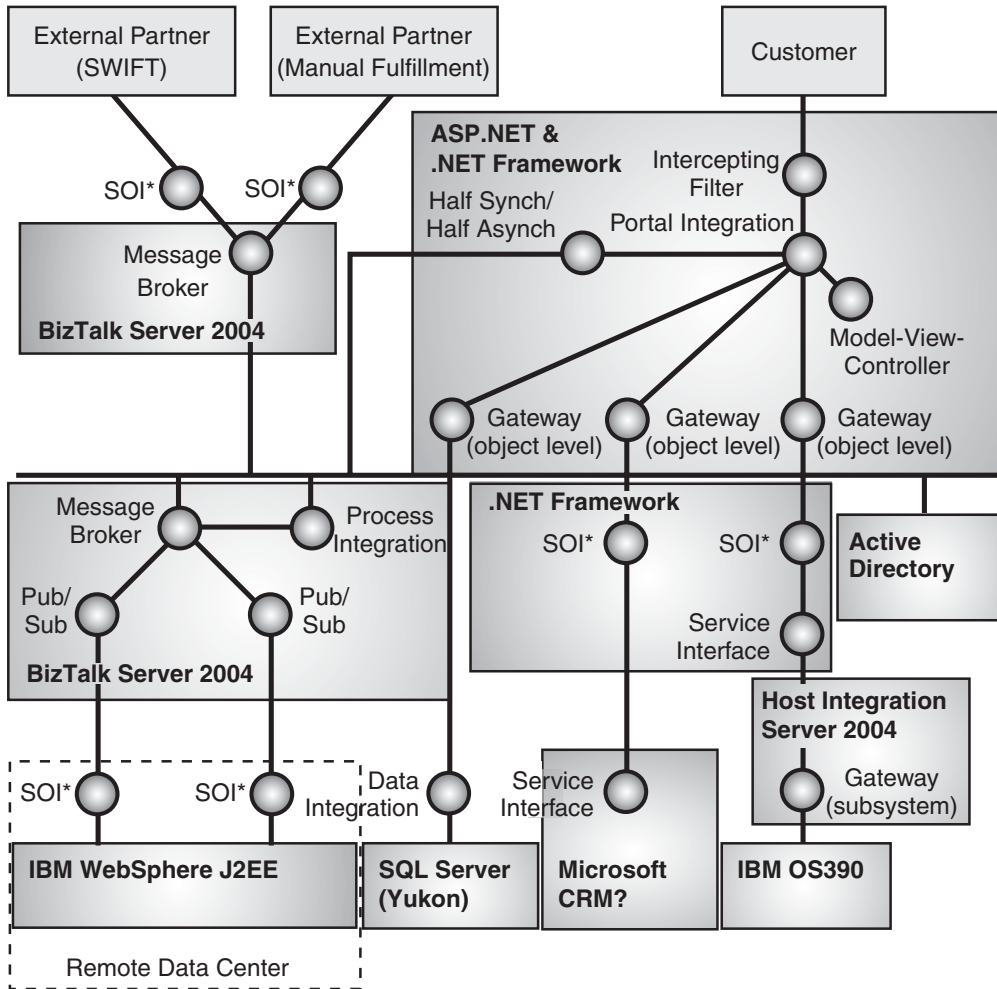 External Partner
(SWIFT)
External Partner
(Manual Fulfillment)
Customer
ASP.NET &
.NET Framework
Intercepting
Filter
SOI*
SOI*
Half Synch/
Half Asynch
Portal Integration
Message
Broker
BizTalk Server 2004
Model-View-
Controller
Gateway
(object level)
Gateway
(object level)
Gateway
(object level)
Message
Broker
Process
Integration
.NET Framework
SOI*
SOI*
Active
Directory
Pub/
Sub
Pub/
Sub
Service
Interface
BizTalk Server 2004
Host Integration
Server 2004
SOI*
SOI*
Data
Integration
Service
Interface
Gateway
(subsystem)
IBM WebSphere J2EE
SQL Server
(Yukon)
Microsoft
CRM?
IBM OS390
Remote Data Center